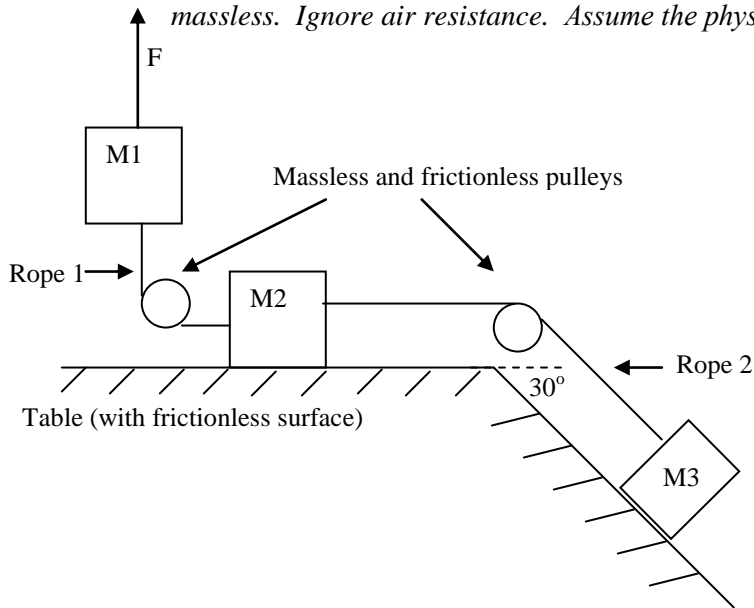 massless. Ignore air resistance. Assume the phys
F
M1
Massless and frictionless pulleys
Rope 1
M2
Rope 2
30°
Table (with frictionless surface)
M3